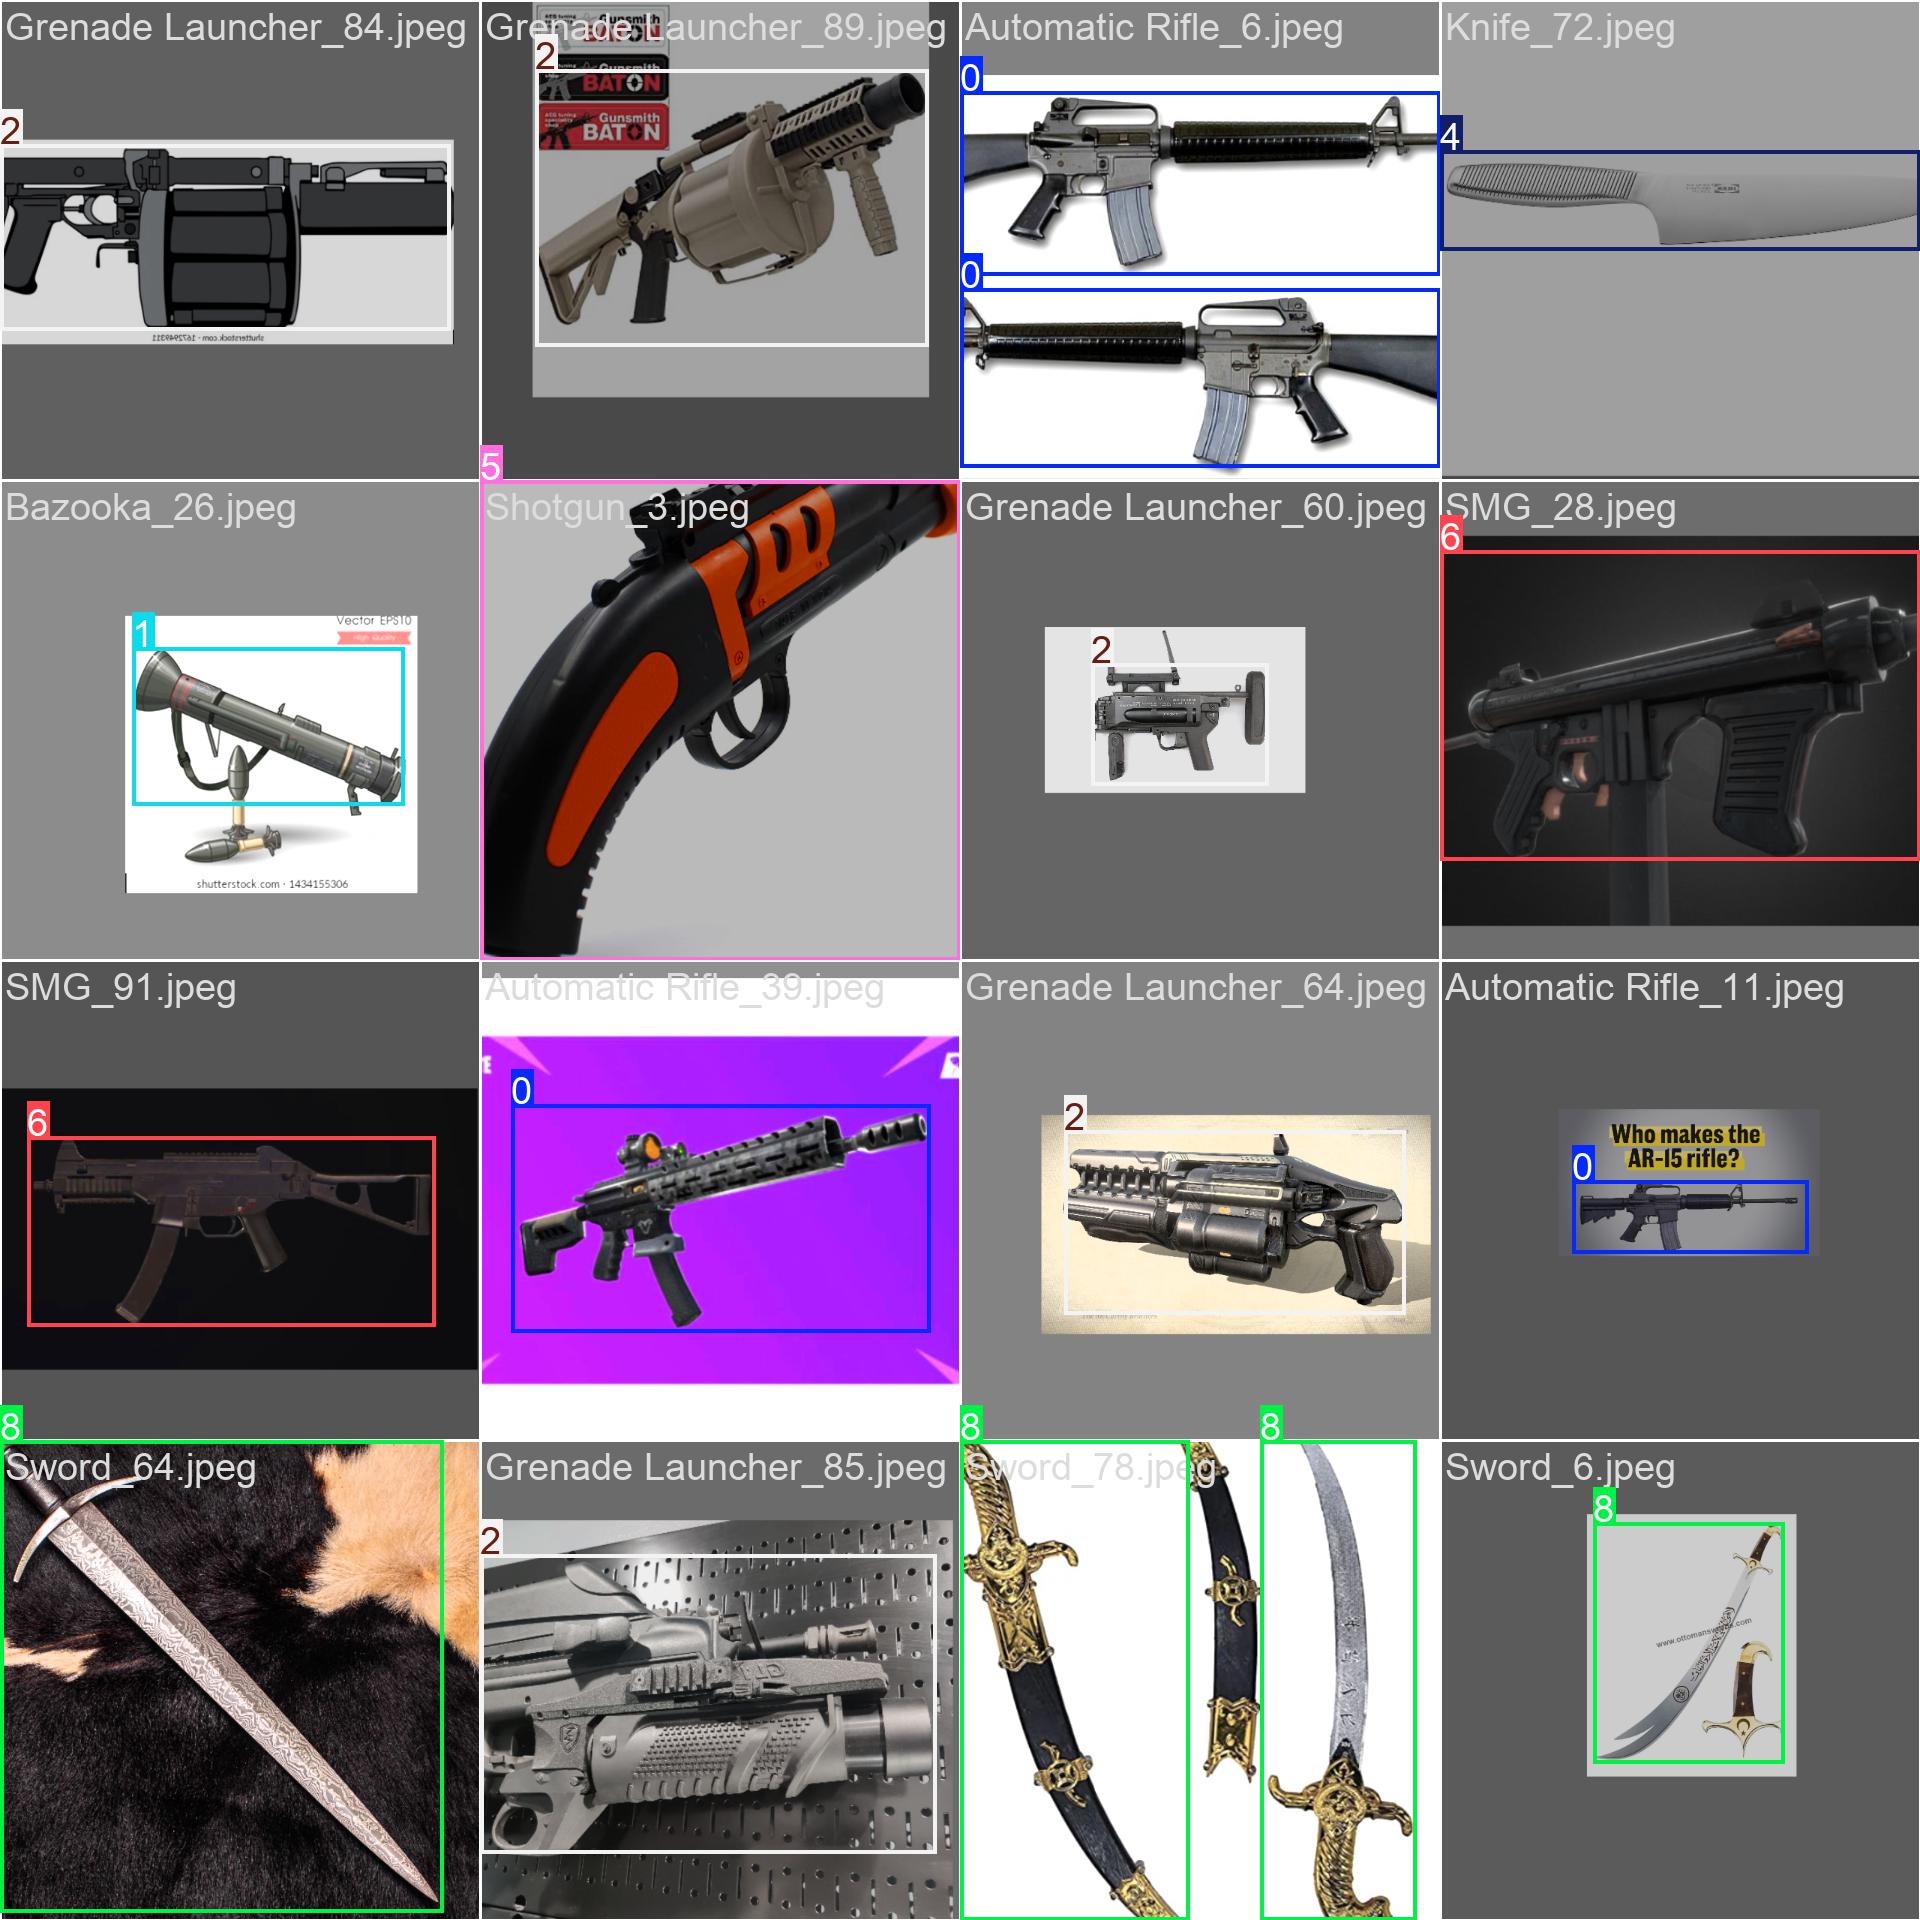 Grenade Launcher_84.jpeg
2
shutterstock.com · 1672949311
Grenade Launcher_89.jpeg
2
Gunsmith
BATON
Gunsmith
BATON
Automatic Rifle_6.jpeg
0
0
Knife_72.jpeg
4
Bazooka_26.jpeg
1
Vector EPS10
High Quality
shutterstock.com · 1434155306
5
Shotgun_3.jpeg
Grenade Launcher_60.jpeg
2
SMG_28.jpeg
6
SMG_91.jpeg
6
Automatic Rifle_39.jpeg
0
Grenade Launcher_64.jpeg
2
Automatic Rifle_11.jpeg
Who makes the
AR-15 rifle?
0
8
Sword_64.jpeg
Grenade Launcher_85.jpeg
2
8
8
Sword_78.jpeg
Sword_6.jpeg
8
www.ottomanswords.com